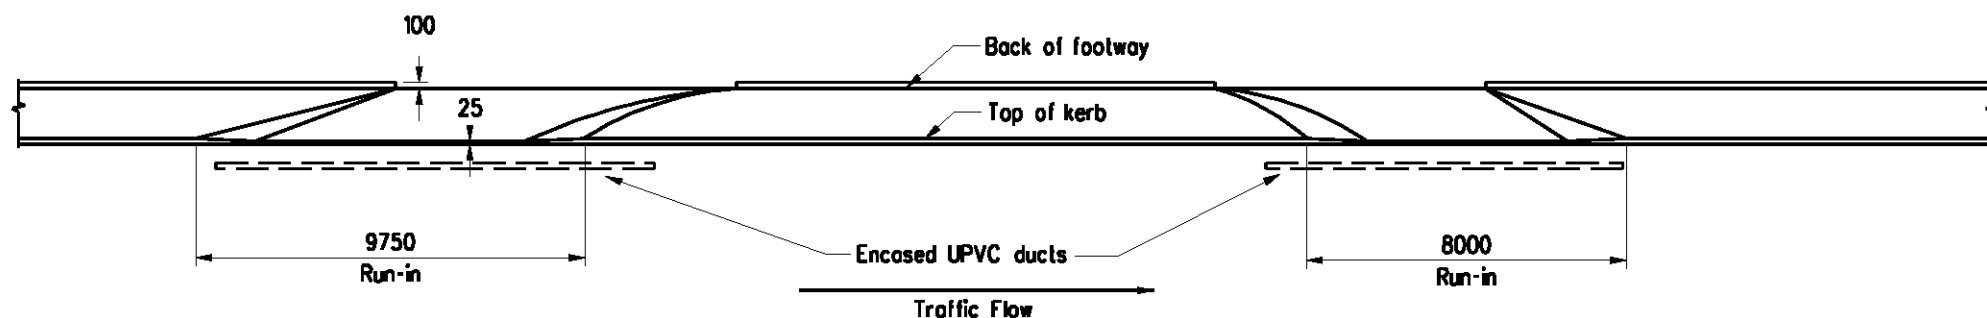 100
Back of footway
25
Top of kerb
9750
Run-in
Encased UPVC ducts
8000
Run-in
Traffic Flow